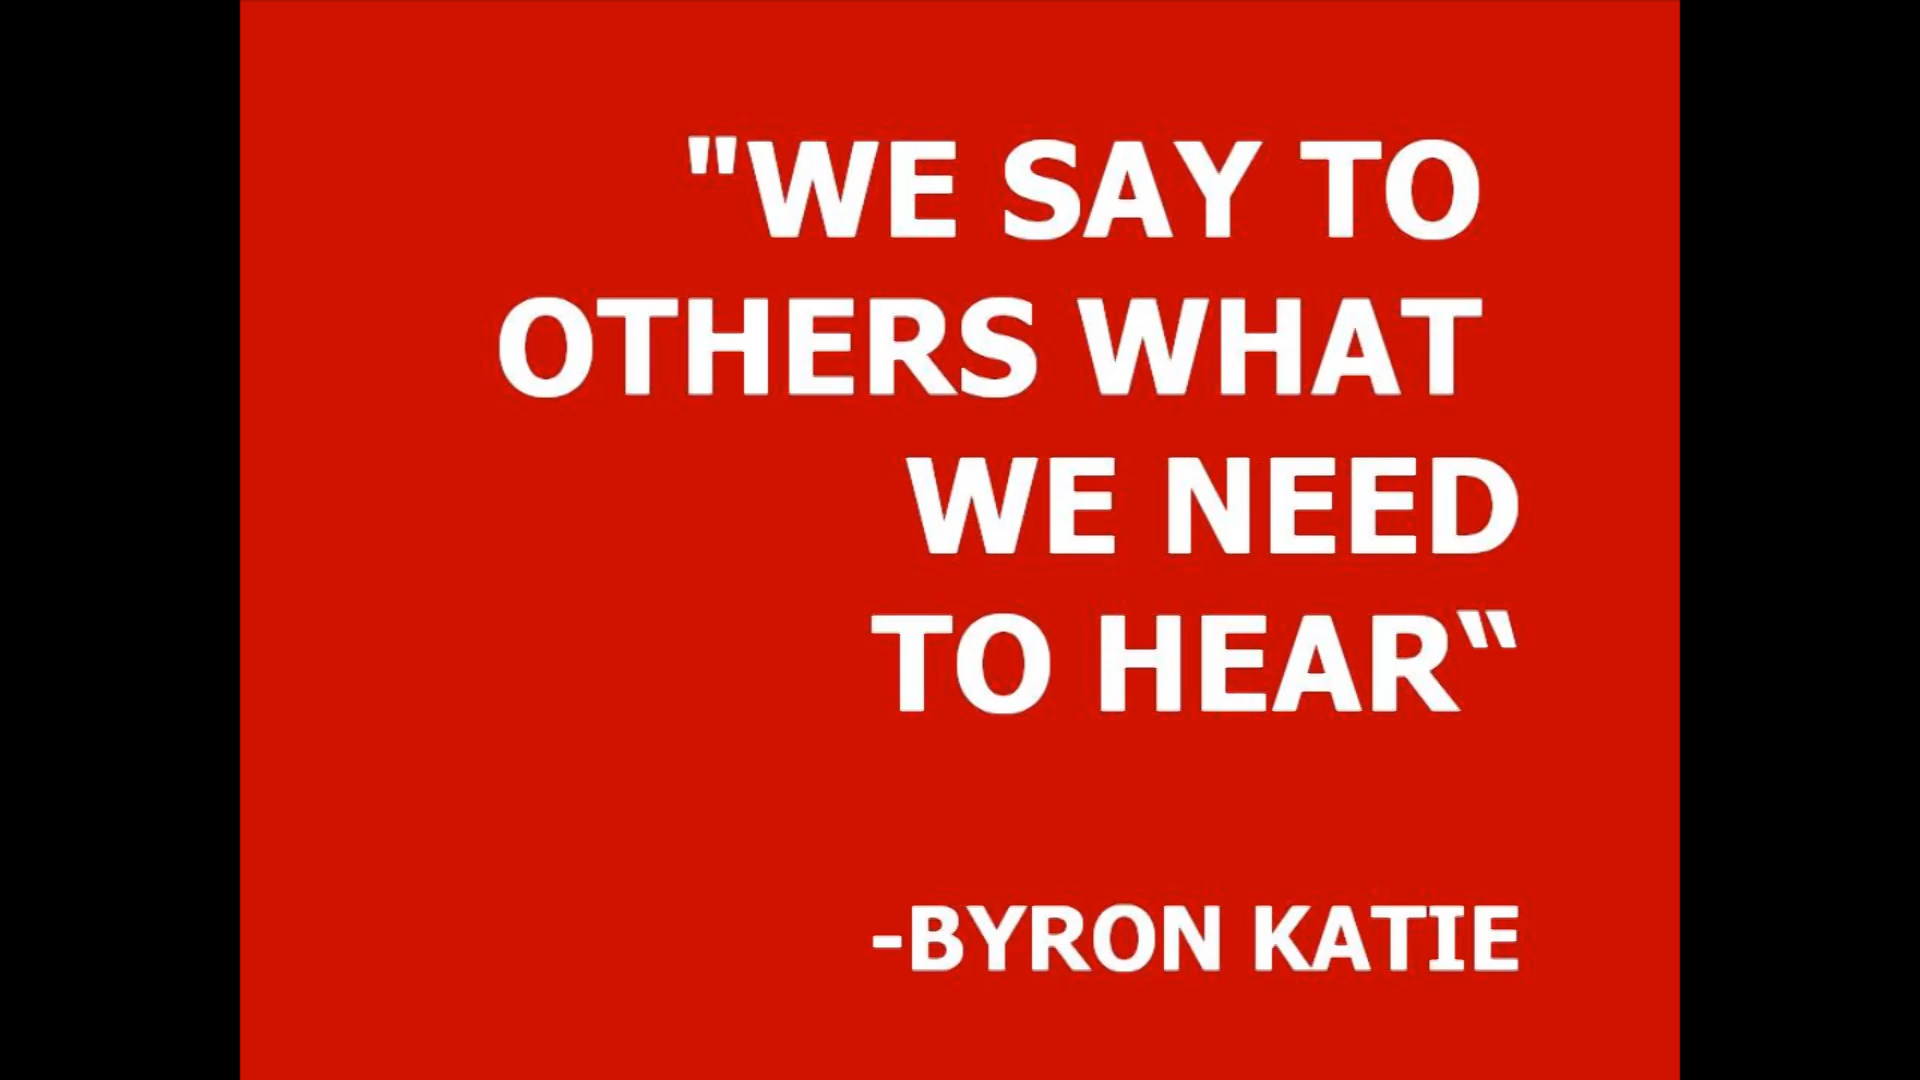 "WE SAY TO
OTHERS WHAT
WE NEED
TO HEAR‟
-BYRON KATIE